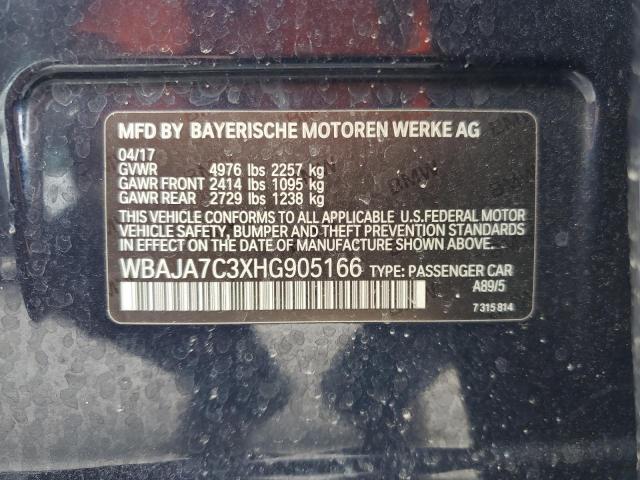 MFD BY BAYERISCHE MOTOREN WERKE AG
04/17
GVWR 4976 lbs 2257 kg
GAWR FRONT 2414 lbs 1095 kg
GAWR REAR 2729 lbs 1238 kg
THIS VEHICLE CONFORMS TO ALL APPLICABLE U.S.FEDERAL MOTOR
VEHICLE SAFETY, BUMPER, AND THEFT PREVENTION STANDARDS
IN EFFECT ON THE DATE OF MANUFACTURE SHOWN ABOVE.
WBAJA7C3XHG905166 TYPE: PASSENGER CAR
A89/5
7 315 814